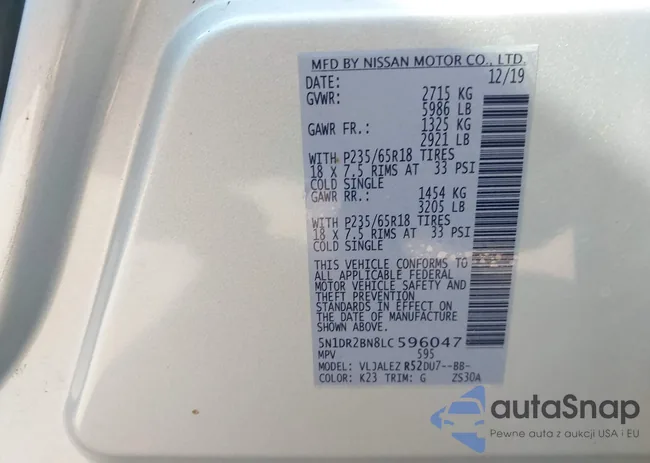 MFD BY NISSAN MOTOR CO., LTD.
DATE: 12/19
GVWR: 2715 KG
5986 LB
GAWR FR.: 1325 KG
2921 LB
WITH P235/65R18 TIRES
18 X 7.5 RIMS AT 33 PSI
COLD SINGLE
GAWR RR.: 1454 KG
3205 LB
WITH P235/65R18 TIRES
18 X 7.5 RIMS AT 33 PSI
COLD SINGLE
THIS VEHICLE CONFORMS TO
ALL APPLICABLE FEDERAL
MOTOR VEHICLE SAFETY AND
THEFT PREVENTION
STANDARDS IN EFFECT ON
THE DATE OF MANUFACTURE
SHOWN ABOVE.
5N1DR2BN8LC596047
MPV 595
MODEL: VLJALEZ R52DU7--BB-
COLOR: K23 TRIM: G ZS30A
autaSnap
Pewne auta z aukcji USA i EU